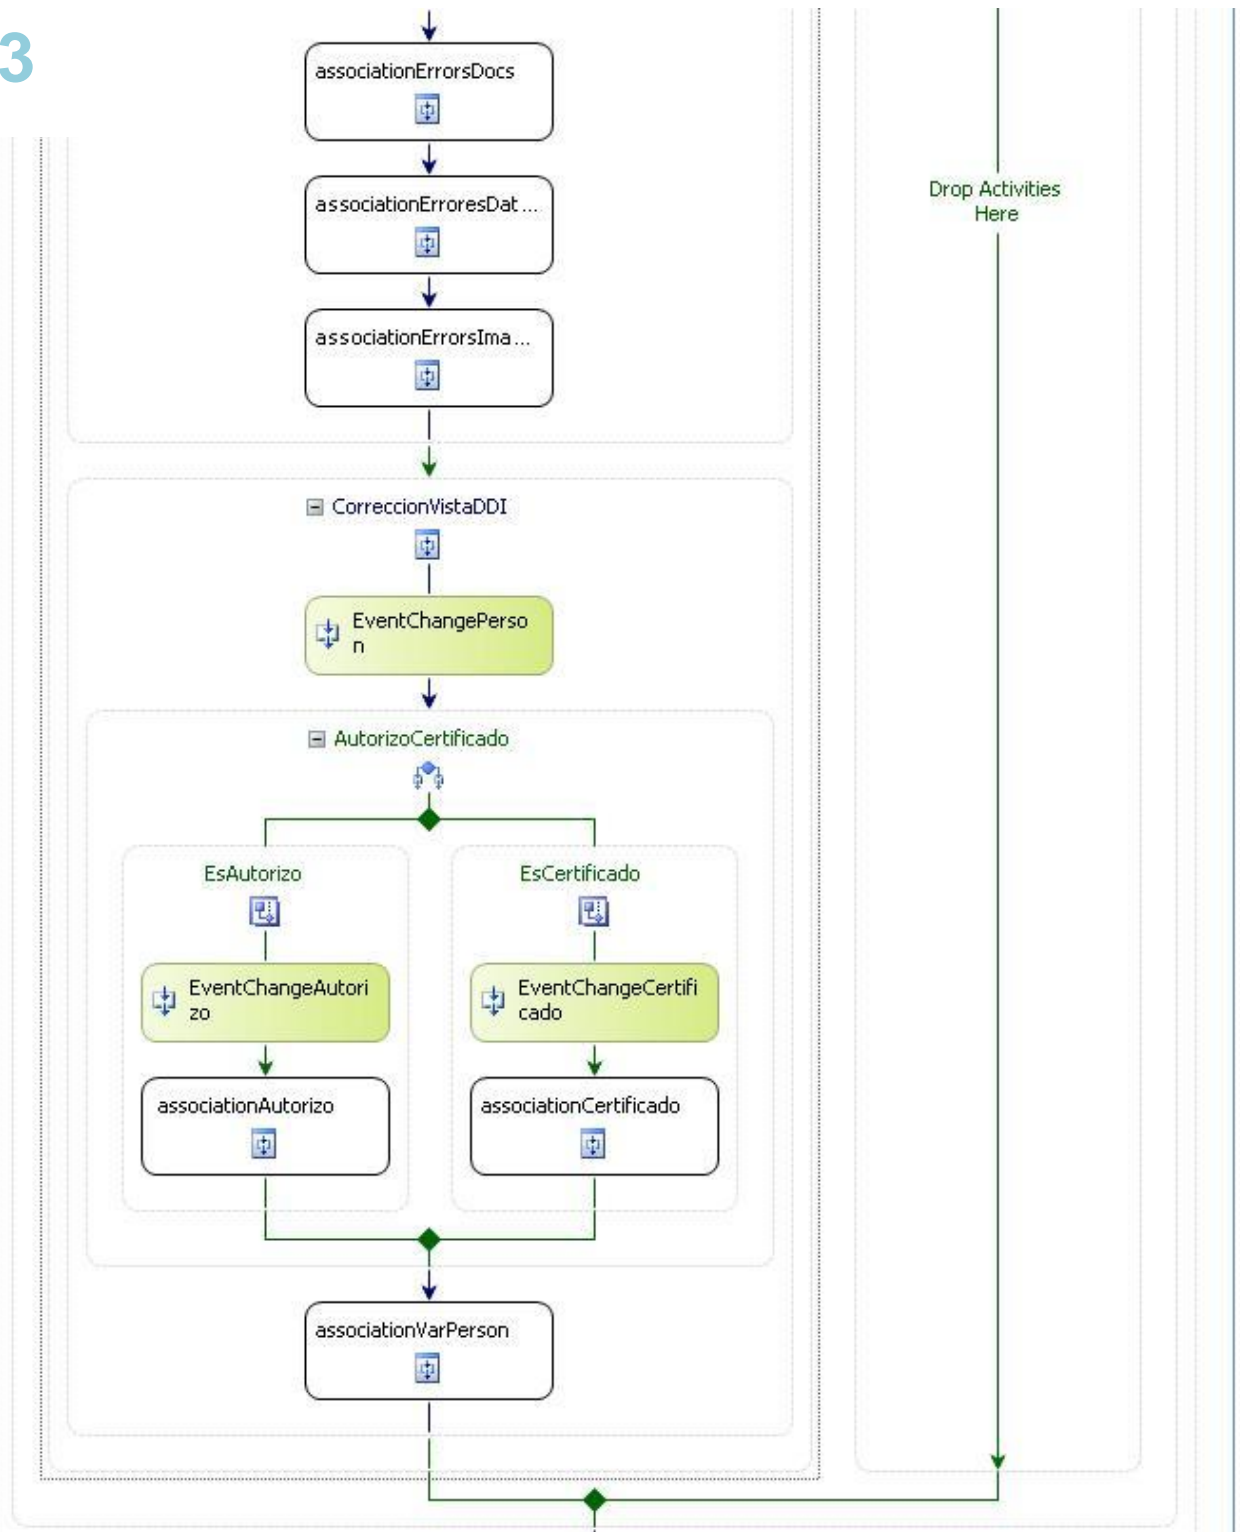 3
associationErrorsDocs
associationErroresDat...
Drop Activities
Here
associationErrorsIma...
CorreccionVistaDDI
EventChangePerso
n
AutorizoCertificado
EsAutorizo
EsCertificado
EventChangeAutori
zo
EventChangeCertifi
cado
associationAutorizo
associationCertificado
associationVarPerson